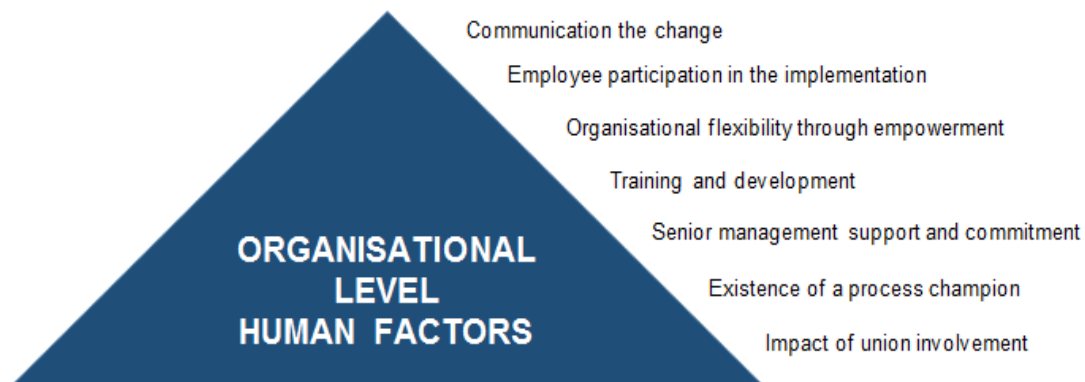 Communication the change
Employee participation in the implementation
Organisational flexibility through empowerment
Training and development
Senior management support and commitment
Existence of a process champion
Impact of union involvement
ORGANISATIONAL
LEVEL
HUMAN FACTORS